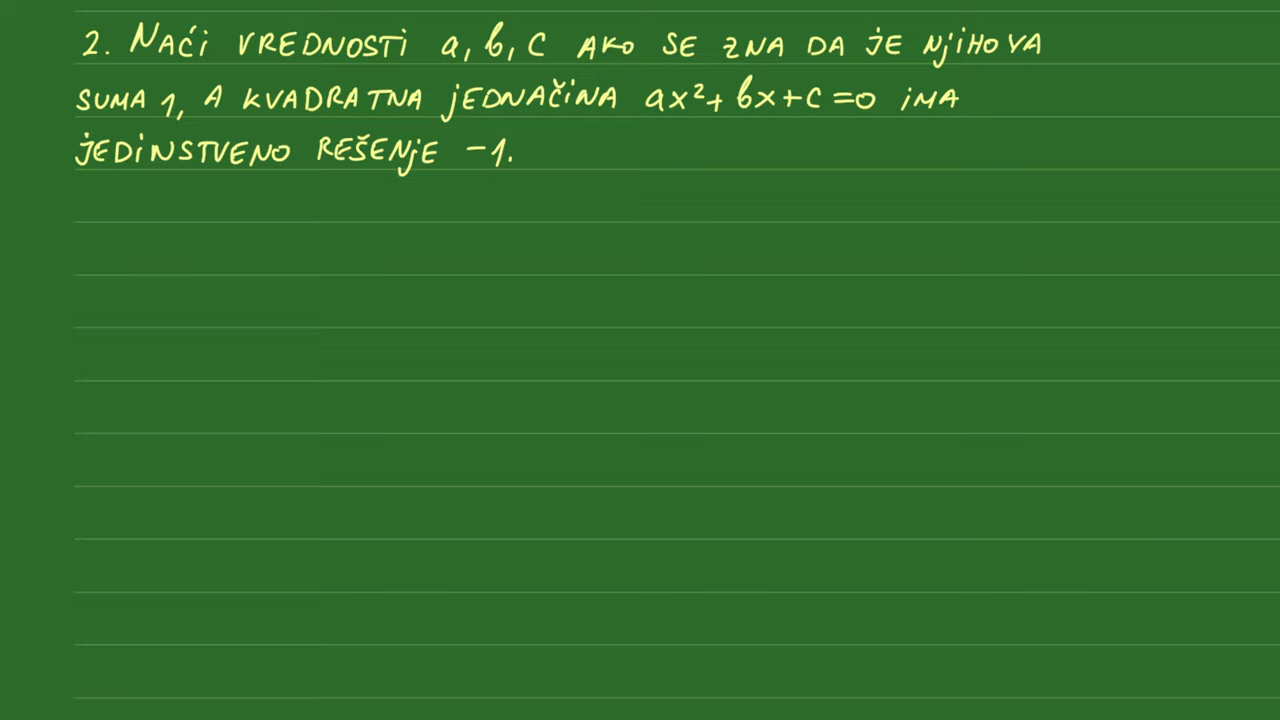 2. NAĆI VREDNOSTI a, b, c AKO SE ZNA DA JE NJIHOVA
SUMA 1, A KVADRATNA JEDNAČINA ax²+bx+c=0 IMA
JEDINSTVENO REŠENJE -1.